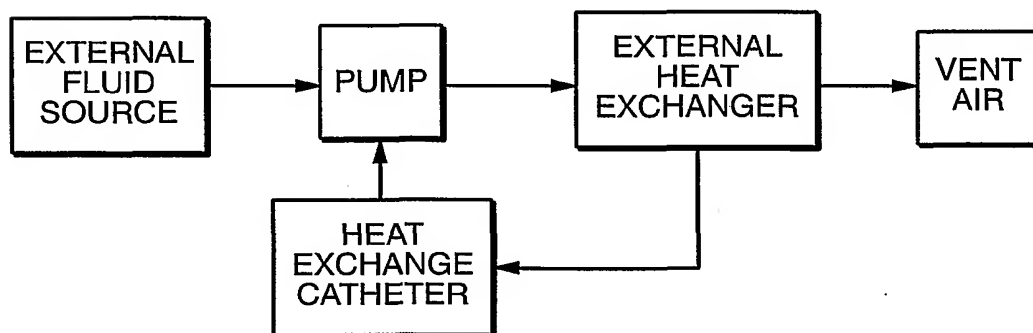 EXTERNAL
FLUID
SOURCE
PUMP
EXTERNAL
HEAT
EXCHANGER
VENT
AIR
HEAT
EXCHANGE
CATHETER